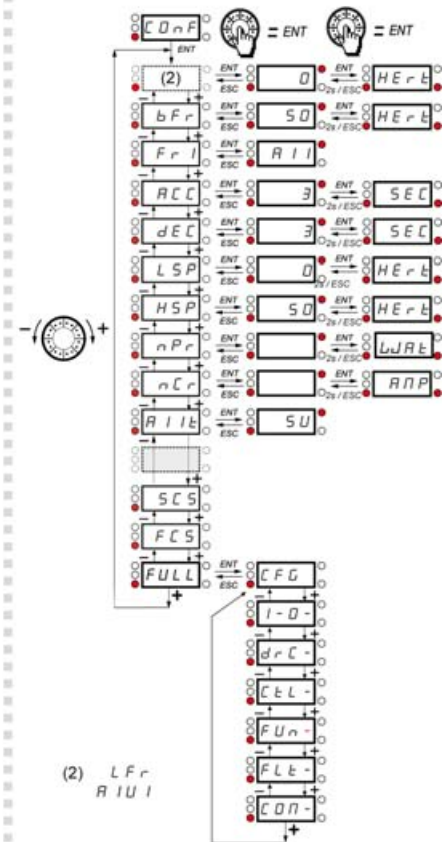 COnF = ENT = ENT
ENT
(2) ENT ESC 0 ENT 2s / ESC HErt
bFr ENT ESC 50 ENT 2s / ESC HErt
Fr1 ENT ESC AI1
ACC ENT ESC 3 ENT 2s / ESC SEC
dEC ENT ESC 3 ENT 2s / ESC SEC
LSP ENT ESC 0 ENT 2s / ESC HErt
HSP ENT ESC 50 ENT 2s / ESC HErt
- +
nPr ENT ESC ENT 2s / ESC WAt
nCr ENT ESC ENT 2s / ESC AMP
AI1t ENT ESC 5U
SCS
FCS
FULL ENT ESC CFG
+
I-O-
drC-
CtL-
FUn-
FLt-
COM-
+
(2) LFr
AIU1